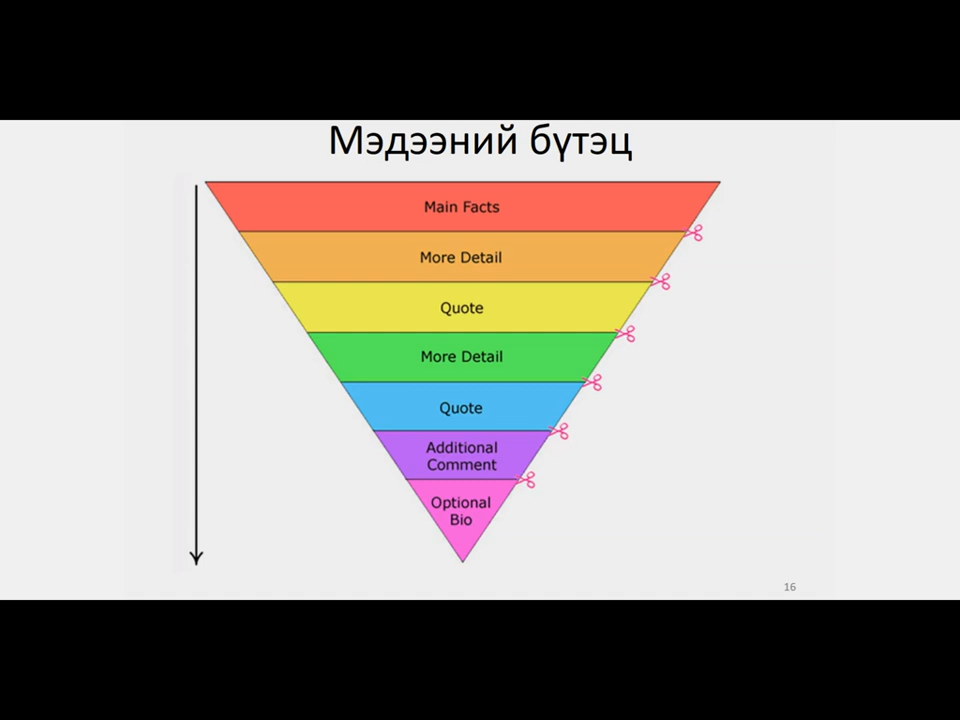 Мэдээний бүтэц
Main Facts
More Detail
Quote
More Detail
Quote
Additional
Comment
Optional
Bio
16